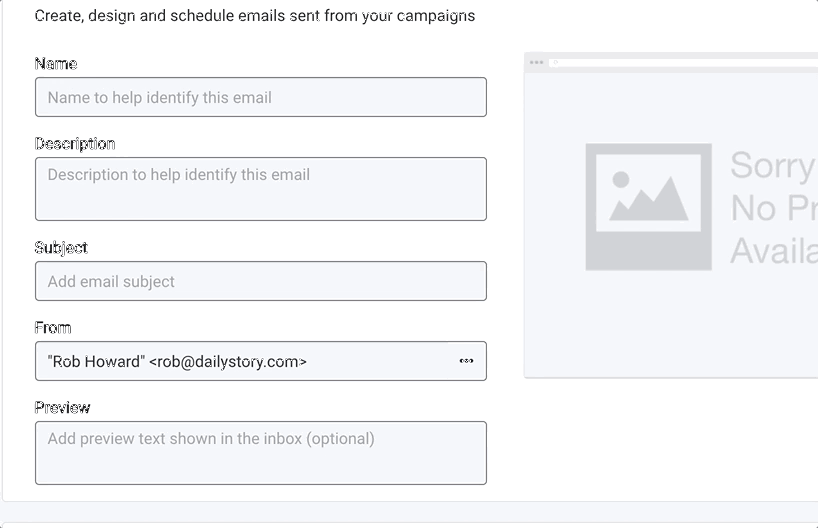 Create, design and schedule emails sent from your campaigns
Name
Name to help identify this email
Description
Description to help identify this email
Subject
Add email subject
From
"Rob Howard" <rob@dailystory.com>
Preview
Add preview text shown in the inbox (optional)
Sorry
No Pr
Availa